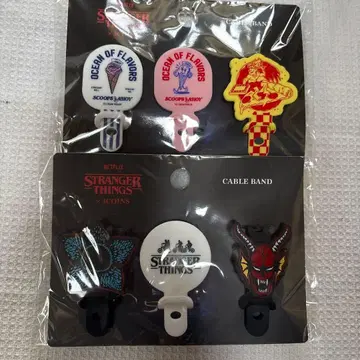 CABLE BAND
OCEAN OF FLAVORS
SCOOPS AHOY
OCEAN OF FLAVORS
SCOOPS AHOY
NETFLIX
STRANGER
THINGS
CABLE BAND
STRANGER
THINGS